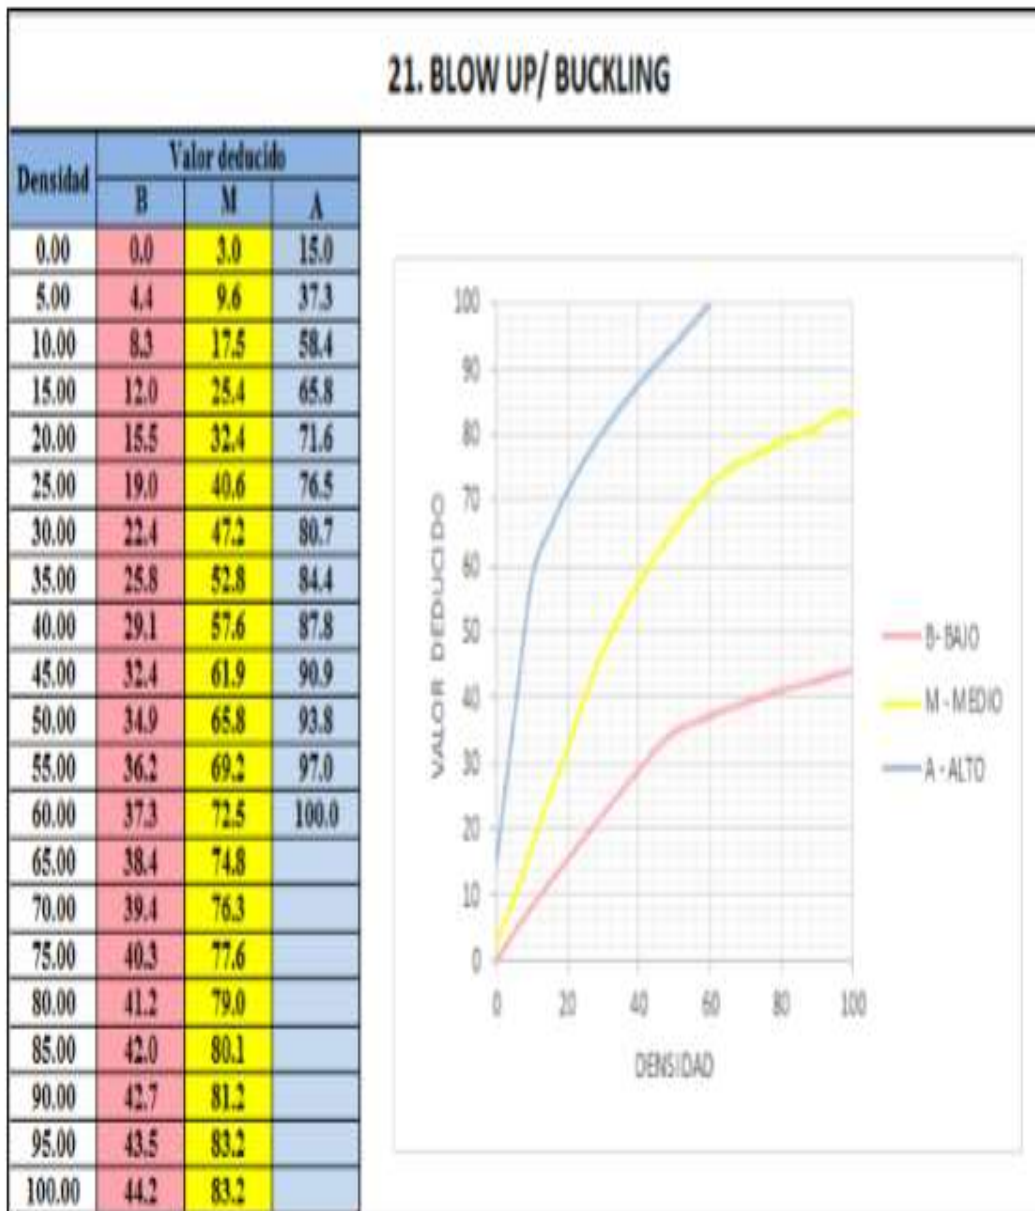 21. BLOW UP/ BUCKLING
Densidad Valor deducido
B M A
0.00 0.0 3.0 15.0
5.00 4.4 9.6 37.3
10.00 8.3 17.5 58.4
15.00 12.0 25.4 65.8
20.00 15.5 32.4 71.6
25.00 19.0 40.6 76.5
30.00 22.4 47.2 80.7
35.00 25.8 52.8 84.4
40.00 29.1 57.6 87.8
45.00 32.4 61.9 90.9
50.00 34.9 65.8 93.8
55.00 36.2 69.2 97.0
60.00 37.3 72.5 100.0
65.00 38.4 74.8
70.00 39.4 76.3
75.00 40.3 77.6
80.00 41.2 79.0
85.00 42.0 80.1
90.00 42.7 81.2
95.00 43.5 83.2
100.00 44.2 83.2
VALOR DEDUCIDO
100
90
80
70
60
50
40
30
20
10
0
0 20 40 60 80 100
DENSIDAD
B- BAJO
M - MEDIO
A - ALTO